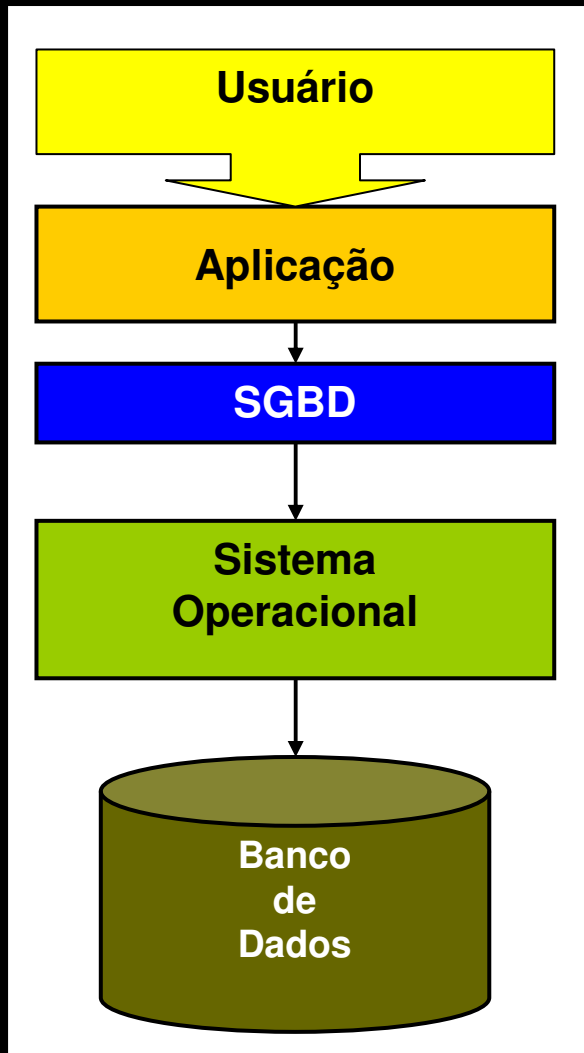 Usuário
Aplicação
SGBD
Sistema
Operacional
Banco
de
Dados